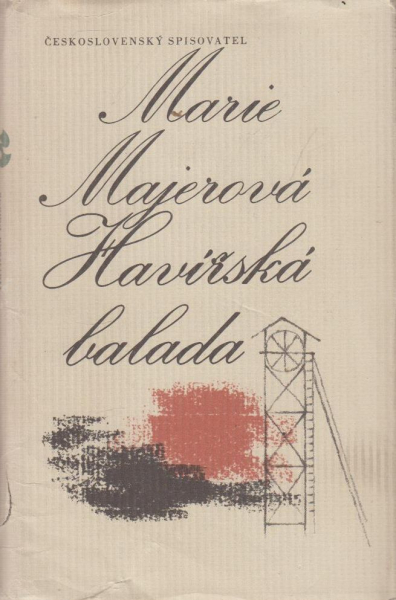 ČESKOSLOVENSKÝ SPISOVATEL
Marie
Majerová
Havířská
balada